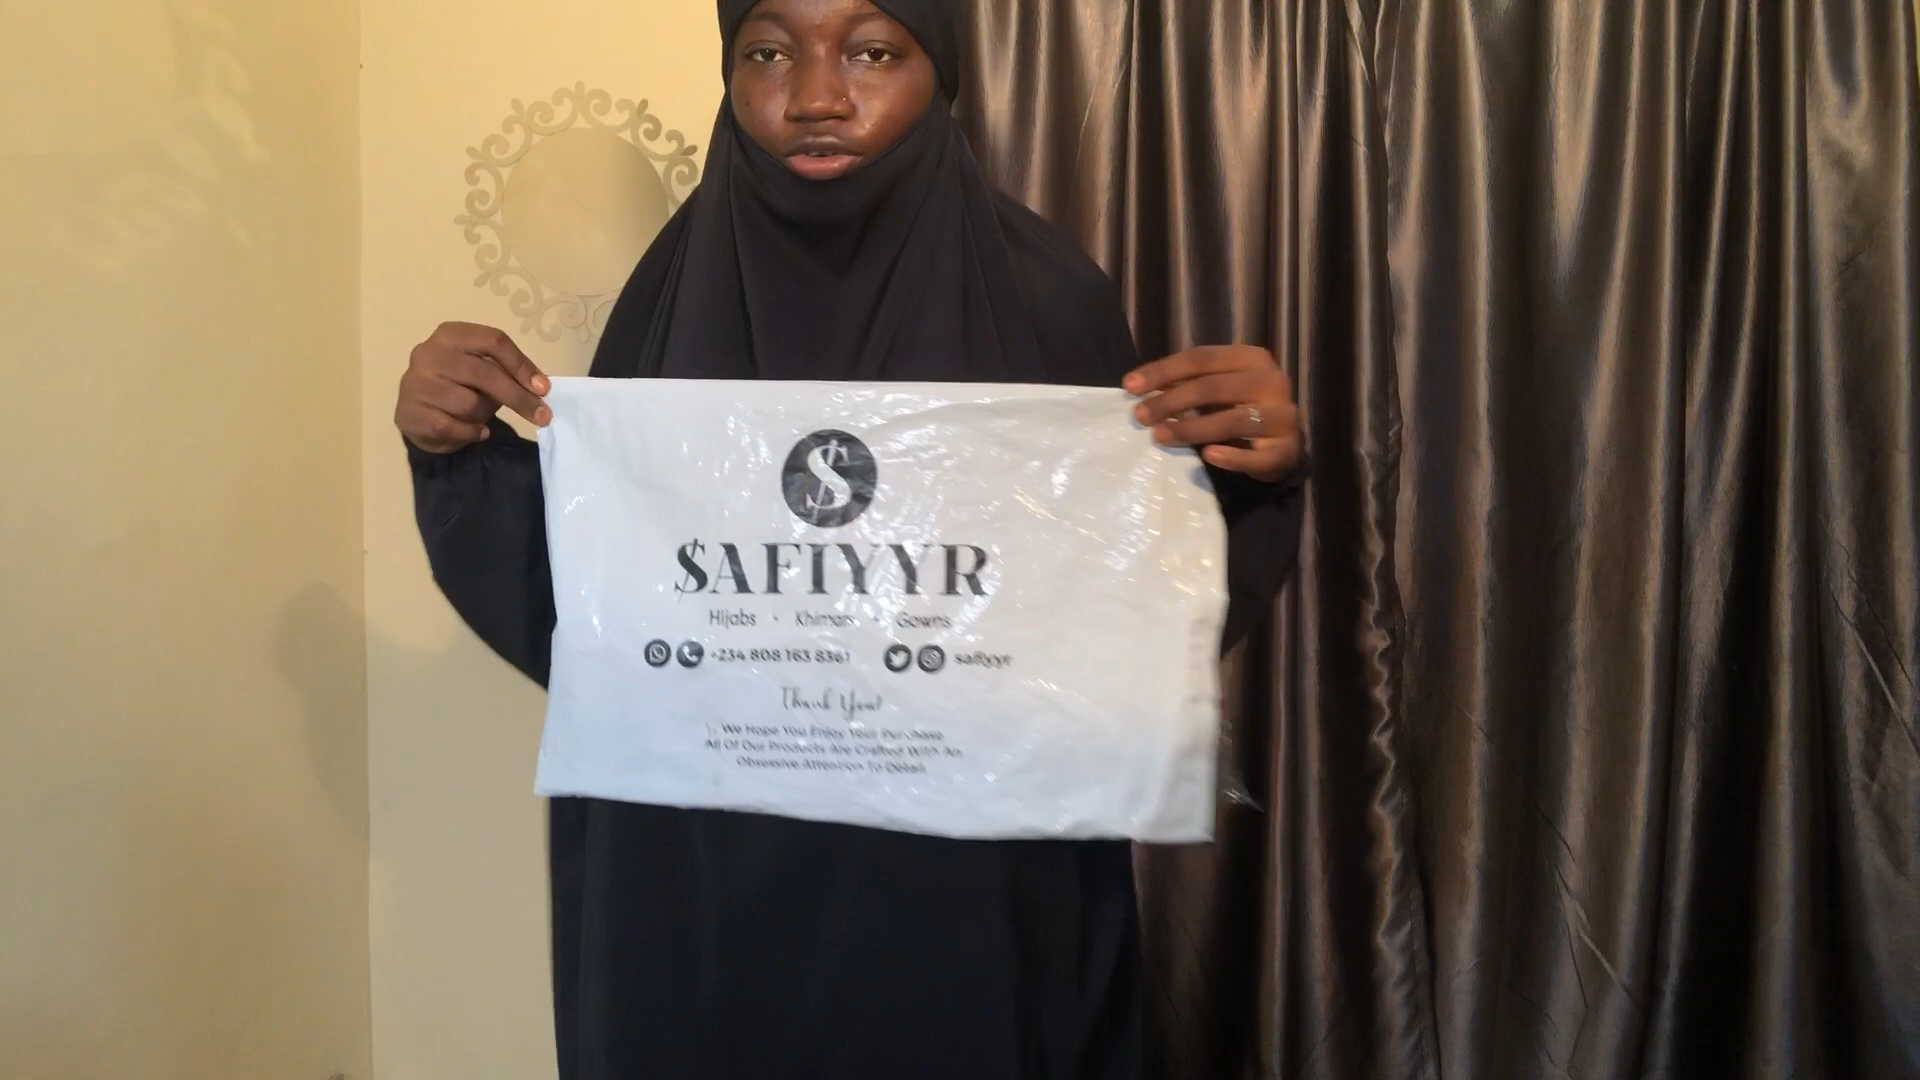 $
$AFIYYR
Hijabs • Khimars • Gowns
+234 808 163 8361 safiyyr
Thank You!
We Hope You Enjoy Your Purchase
All Of Our Products Are Crafted With An
Obsessive Attention To Detail